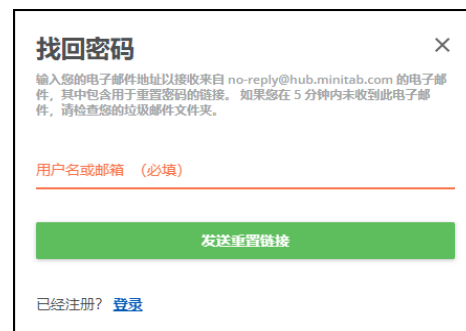 找回密码
输入您的电子邮件地址以接收来自 no-reply@hub.minitab.com 的电子邮
件，其中包含用于重置密码的链接。 如果您在 5 分钟内未收到此电子邮
件，请检查您的垃圾邮件文件夹。
用户名或邮箱 （必填）
发送重置链接
已经注册? 登录